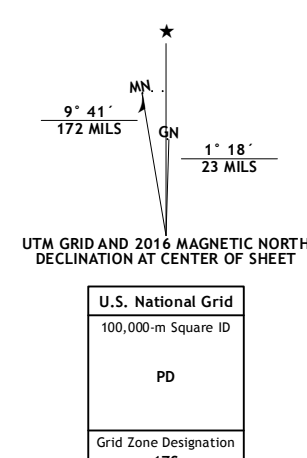 ★
MN
9° 41´
172 MILS
GN
1° 18´
23 MILS
UTM GRID AND 2016 MAGNETIC NORTH
DECLINATION AT CENTER OF SHEET
U.S. National Grid
100,000-m Square ID
PD
Grid Zone Designation